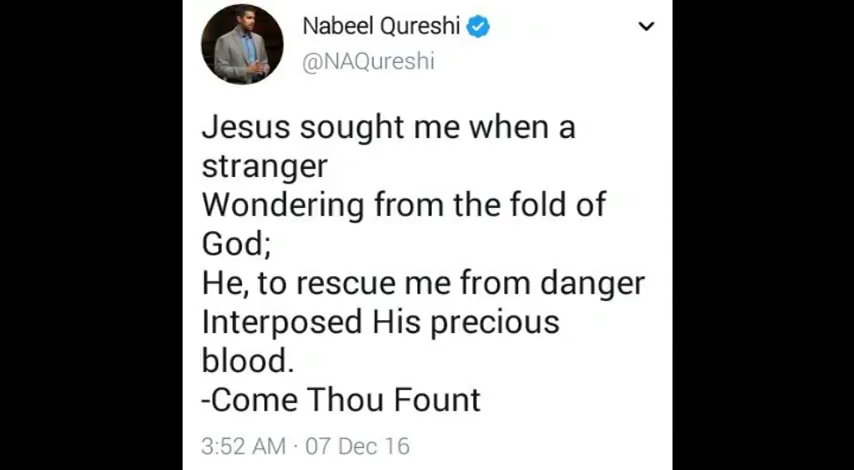 Nabeel Qureshi
@NAQureshi
Jesus sought me when a
stranger
Wondering from the fold of
God;
He, to rescue me from danger
Interposed His precious
blood.
-Come Thou Fount
3:52 AM · 07 Dec 16